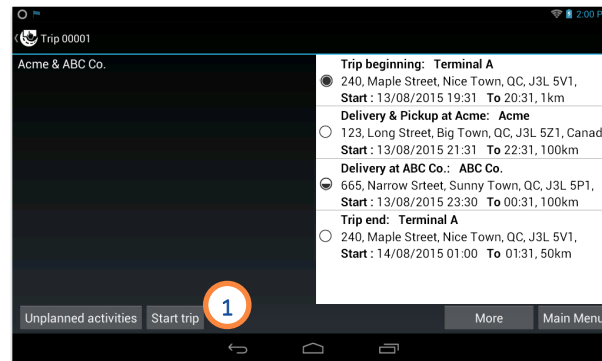 2:00 P
Trip 00001
Acme & ABC Co.
Trip beginning: Terminal A
240, Maple Street, Nice Town, QC, J3L 5V1,
Start : 13/08/2015 19:31 To 20:31, 1km
Delivery & Pickup at Acme: Acme
123, Long Street, Big Town, QC, J3L 5Z1, Canad
Start : 13/08/2015 21:31 To 22:31, 100km
Delivery at ABC Co.: ABC Co.
665, Narrow Srteet, Sunny Town, QC, J3L 5P1,
Start : 13/08/2015 23:30 To 00:31, 100km
Trip end: Terminal A
240, Maple Street, Nice Town, QC, J3L 5V1,
Start : 14/08/2015 01:00 To 01:31, 50km
1
Unplanned activities Start trip More Main Menu